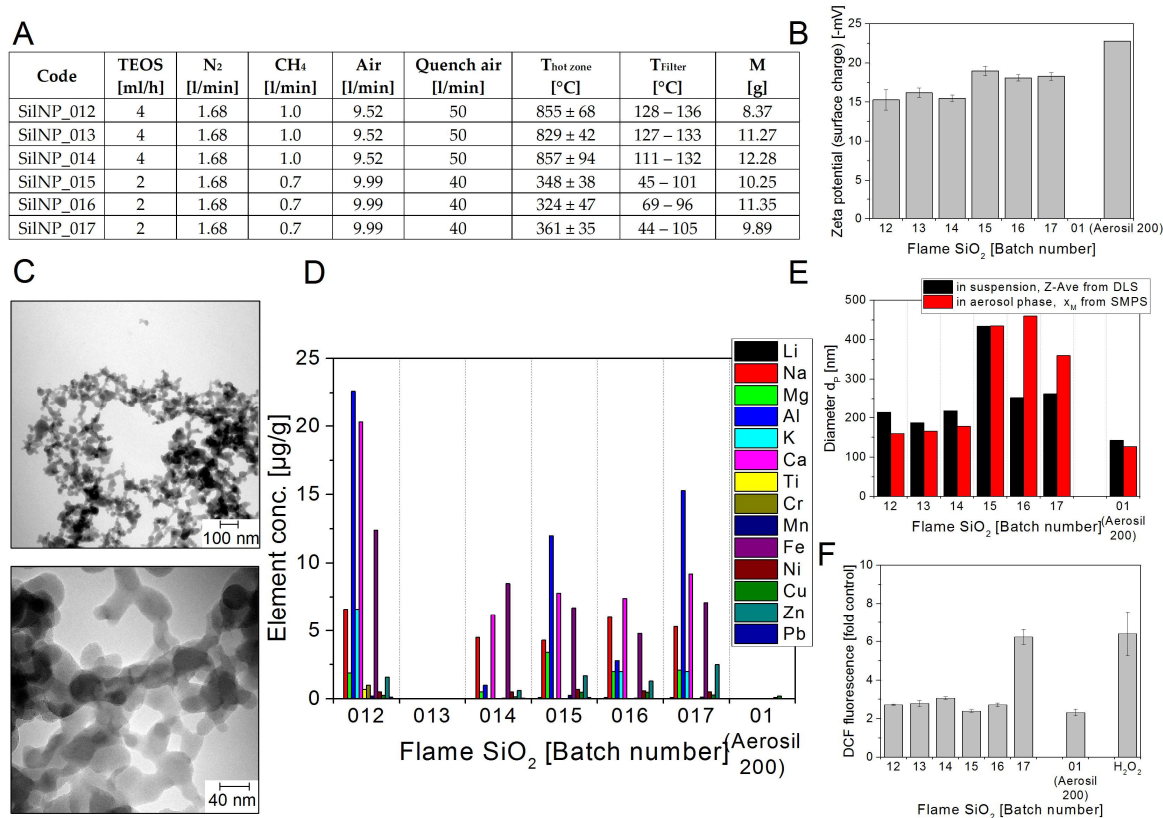 A
Code TEOS [ml/h] N₂ [l/min] CH₄ [l/min] Air [l/min] Quench air [l/min] T hot zone [°C] T Filter [°C] M [g]
SilNP_012 4 1.68 1.0 9.52 50 855 ± 68 128 – 136 8.37
SilNP_013 4 1.68 1.0 9.52 50 829 ± 42 127 – 133 11.27
SilNP_014 4 1.68 1.0 9.52 50 857 ± 94 111 – 132 12.28
SilNP_015 2 1.68 0.7 9.99 40 348 ± 38 45 – 101 10.25
SilNP_016 2 1.68 0.7 9.99 40 324 ± 47 69 – 96 11.35
SilNP_017 2 1.68 0.7 9.99 40 361 ± 35 44 – 105 9.89
B
Zeta potential (surface charge) [-mV]
25
20
15
10
5
0
12 13 14 15 16 17 01 (Aerosil 200)
Flame SiO₂ [Batch number]
C
100 nm
40 nm
D
Element conc. [µg/g]
25
20
15
10
5
0
Li
Na
Mg
Al
K
Ca
Ti
Cr
Mn
Fe
Ni
Cu
Zn
Pb
012 013 014 015 016 017 01
(Aerosil
200)
Flame SiO₂ [Batch number]
E
in suspension, Z-Ave from DLS
in aerosol phase, x_M from SMPS
Diameter d_P [nm]
500
400
300
200
100
0
12 13 14 15 16 17 01
(Aerosil 200)
Flame SiO₂ [Batch number]
F
DCF fluorescence [fold control]
10
8
6
4
2
0
12 13 14 15 16 17 01 H₂O₂
(Aerosil
200)
Flame SiO₂ [Batch number]